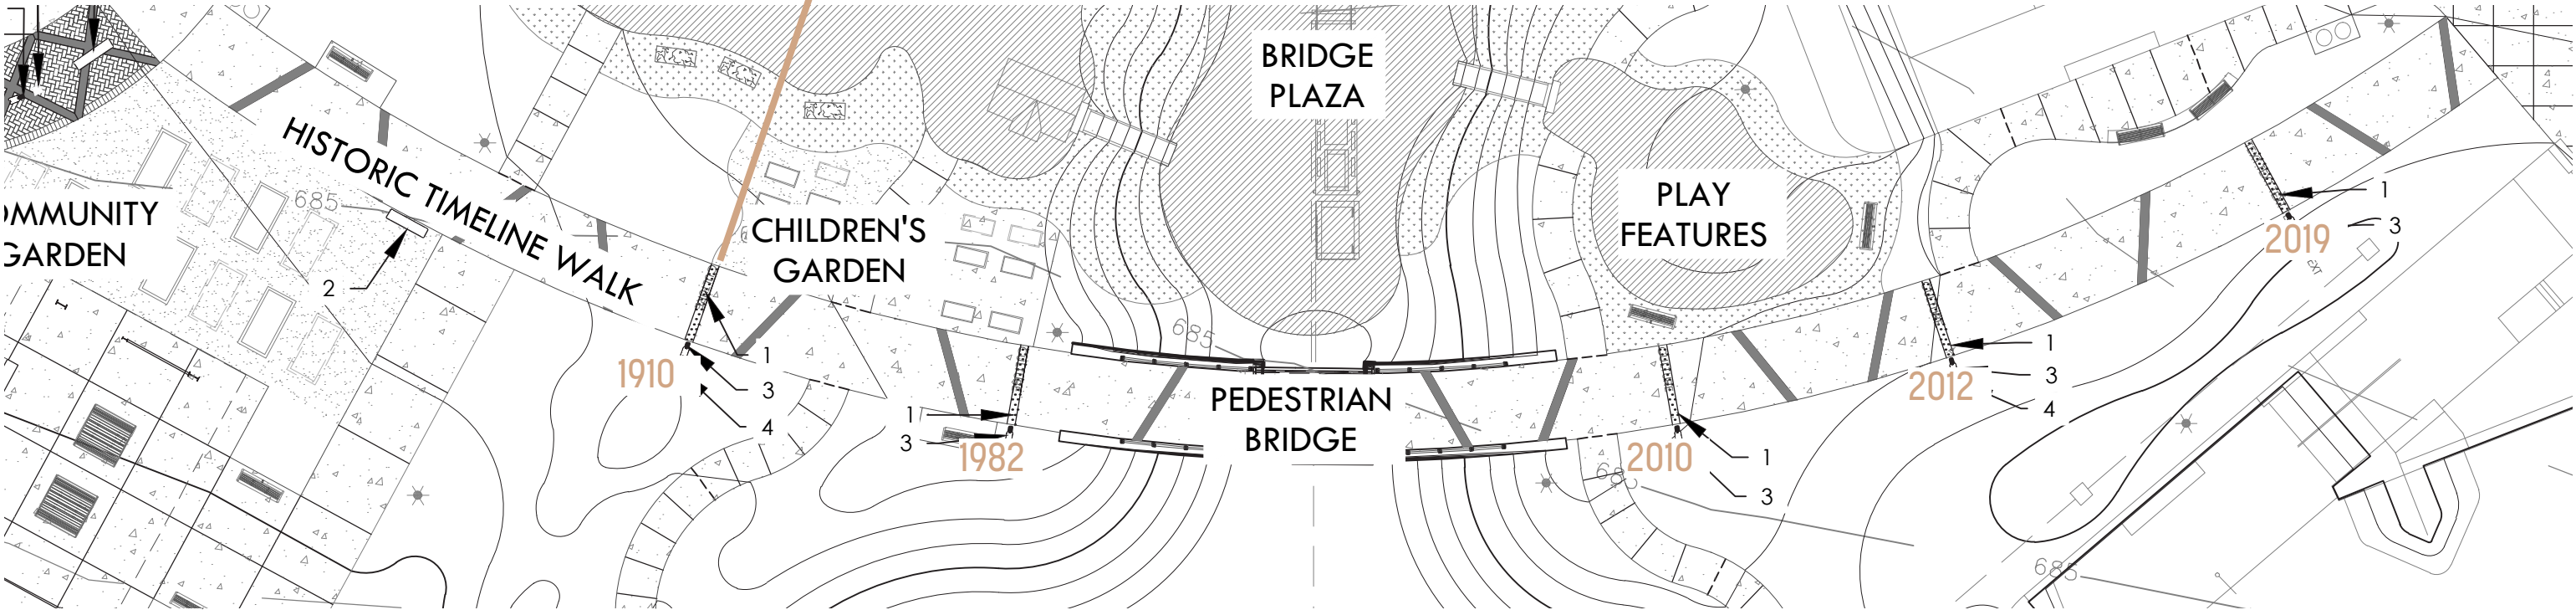 BRIDGE
PLAZA
HISTORIC TIMELINE WALK
PLAY
FEATURES
OMMUNITY
GARDEN
685
2
CHILDREN'S
GARDEN
1
3
2019
685
1910
1
3
4
1
3
1982
PEDESTRIAN
BRIDGE
2010
1
3
1
3
4
2012
685